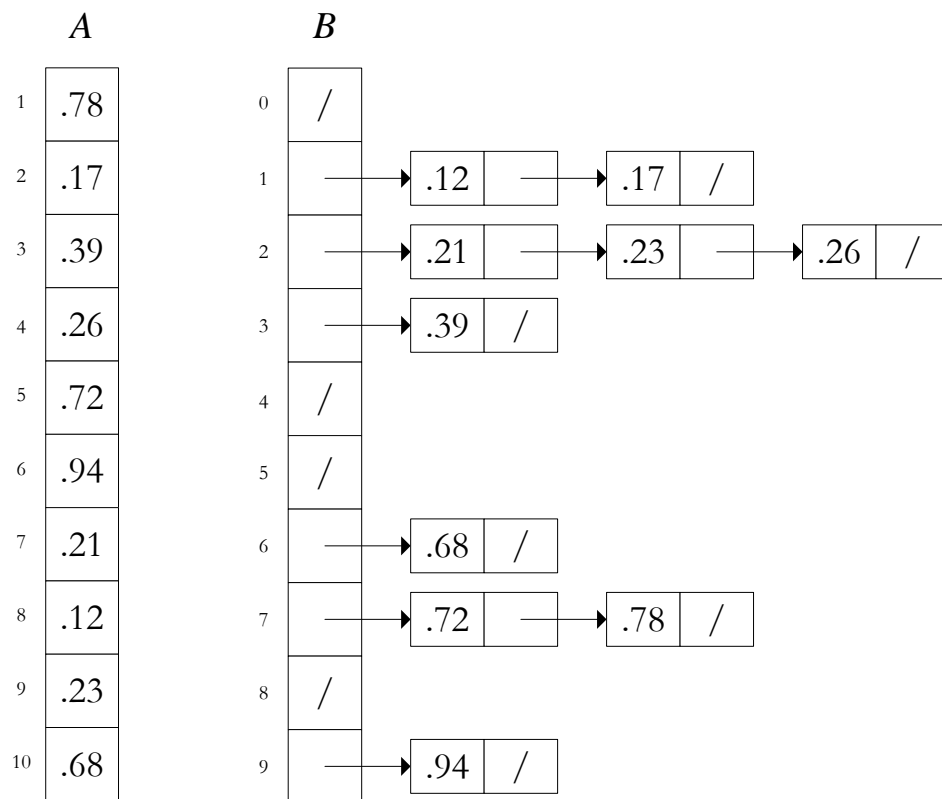 A B
1 .78 0 /
2 .17 1 .12 .17 /
3 .39 2 .21 .23 .26 /
4 .26 3 .39 /
5 .72 4 /
6 .94 5 /
7 .21 6 .68 /
8 .12 7 .72 .78 /
9 .23 8 /
10 .68 9 .94 /